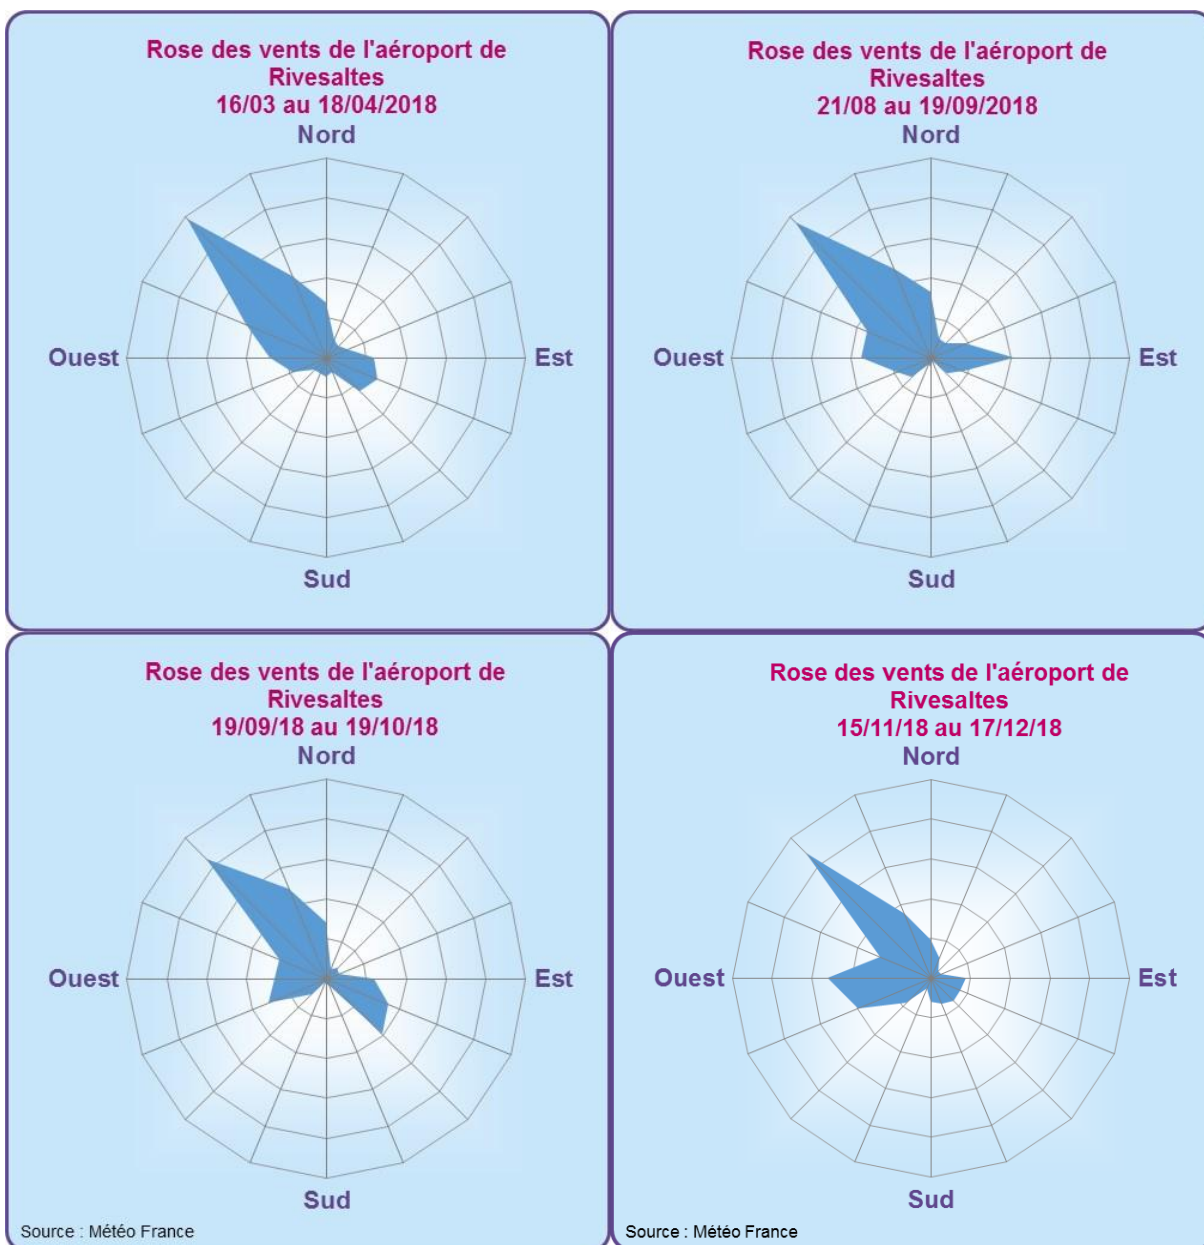 Rose des vents de l'aéroport de
Rivesaltes
16/03 au 18/04/2018
Nord
Ouest
Est
Sud
Rose des vents de l'aéroport de
Rivesaltes
21/08 au 19/09/2018
Nord
Ouest
Est
Sud
Rose des vents de l'aéroport de
Rivesaltes
19/09/18 au 19/10/18
Nord
Ouest
Est
Sud
Source : Météo France
Rose des vents de l'aéroport de
Rivesaltes
15/11/18 au 17/12/18
Nord
Ouest
Est
Sud
Source : Météo France